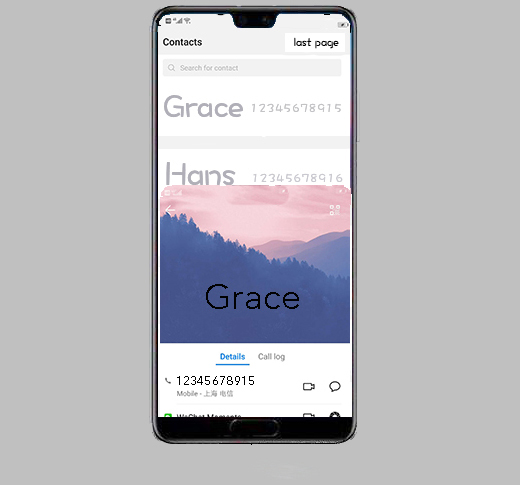 Contacts
last page
Search for contact
Grace 12345678915
Hans 12345678916
Grace
Details Call log
12345678915
Mobile - 上海 电信
WeChat Moments